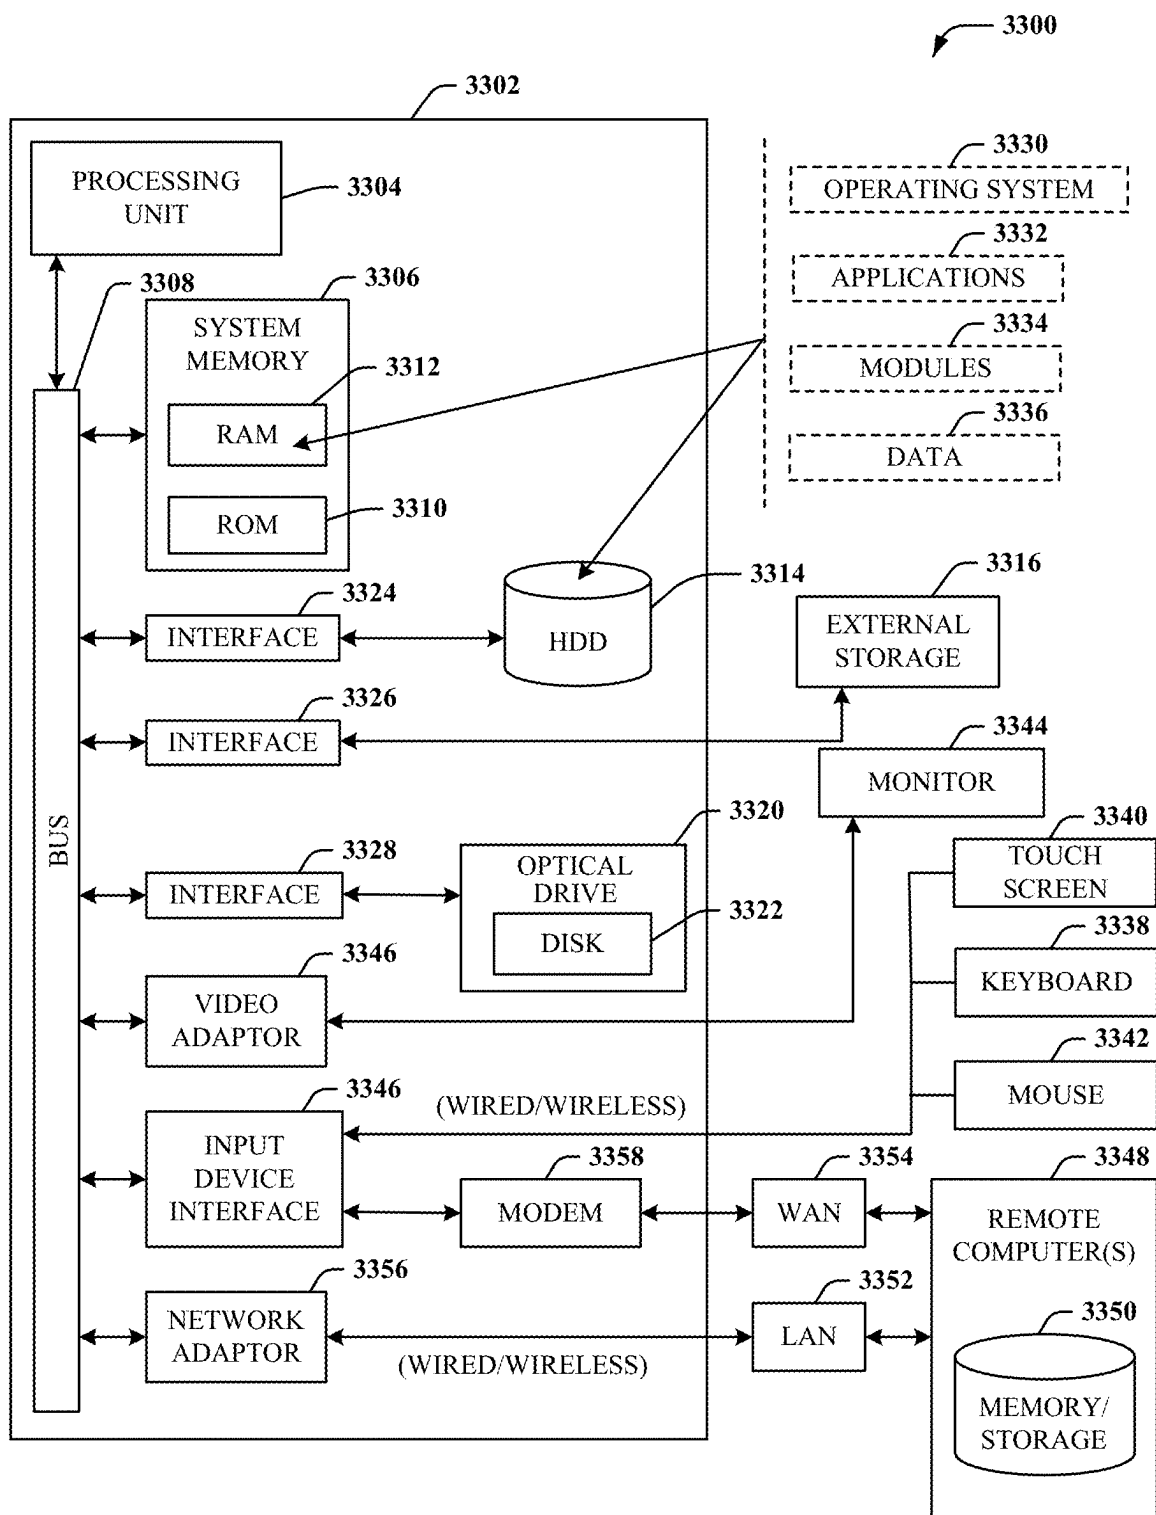 3300
3302
PROCESSING
UNIT
3304
3308
3306
SYSTEM
MEMORY
3312
RAM
3310
ROM
3330
OPERATING SYSTEM
3332
APPLICATIONS
3334
MODULES
3336
DATA
3324
INTERFACE
3314
HDD
3316
EXTERNAL
STORAGE
3326
INTERFACE
3344
MONITOR
BUS
3328
INTERFACE
3320
OPTICAL
DRIVE
3322
DISK
3340
TOUCH
SCREEN
3338
KEYBOARD
3342
MOUSE
3346
VIDEO
ADAPTOR
3346
INPUT
DEVICE
INTERFACE
(WIRED/WIRELESS)
3358
MODEM
3354
WAN
3348
REMOTE
COMPUTER(S)
3356
NETWORK
ADAPTOR
(WIRED/WIRELESS)
3352
LAN
3350
MEMORY/
STORAGE